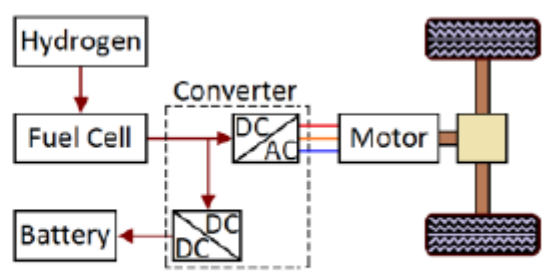 Hydrogen
Converter
Fuel Cell
DC
AC
Motor
Battery
DC
DC